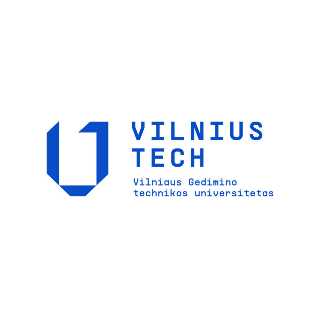 VILNIUS
TECH
Vilniaus Gedimino
technikos universitetas